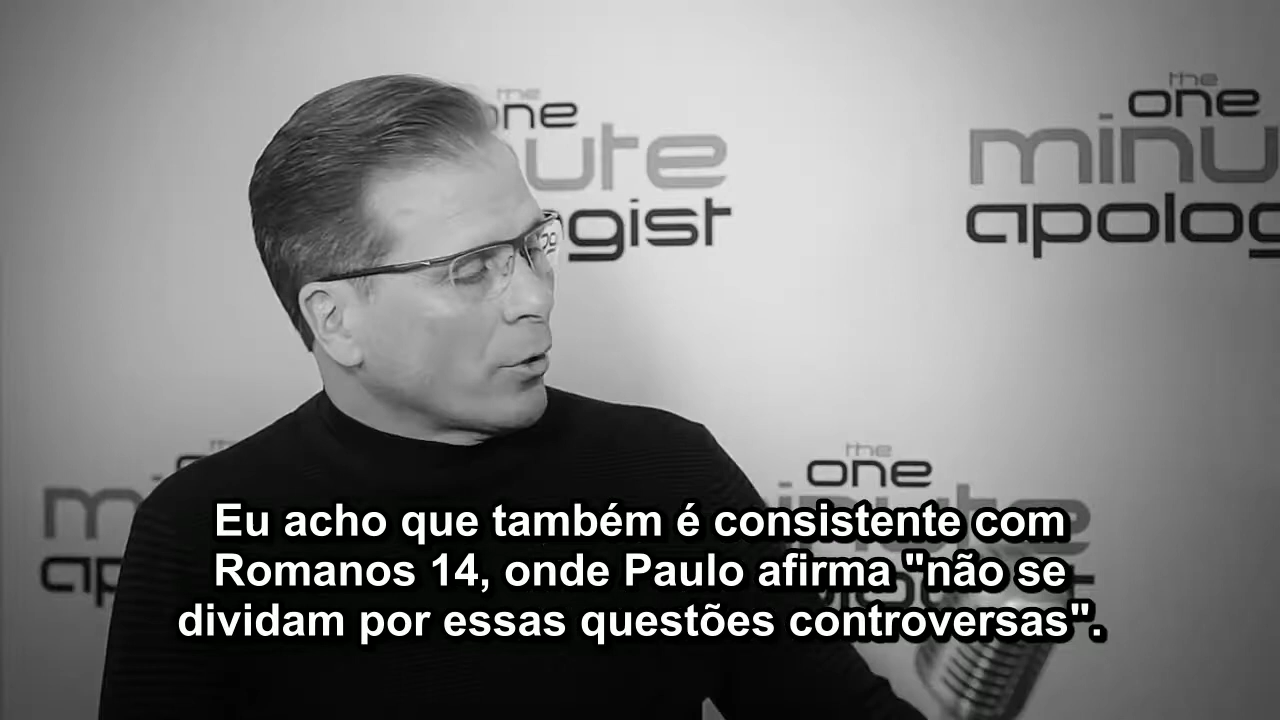 the
one
ute
gist
the
one
minu
apolog
the
one
Eu acho que também é consistente com
Romanos 14, onde Paulo afirma "não se
dividam por essas questões controversas".